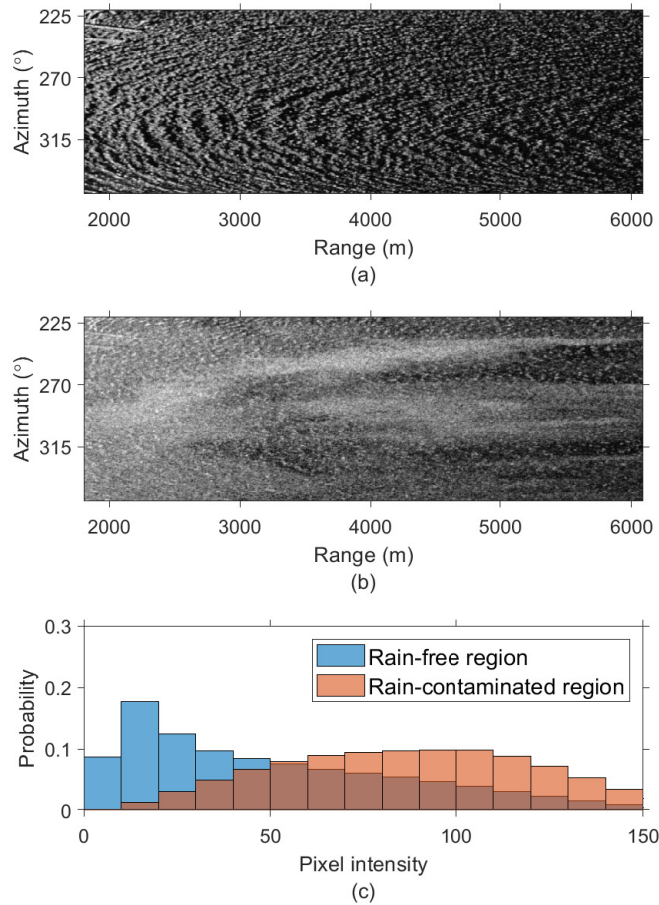 225
270
315
Azimuth (°)
2000 3000 4000 5000 6000
Range (m)
(a)
225
270
315
Azimuth (°)
2000 3000 4000 5000 6000
Range (m)
(b)
0.3
0.2
0.1
0
Probability
Rain-free region
Rain-contaminated region
0 50 100 150
Pixel intensity
(c)